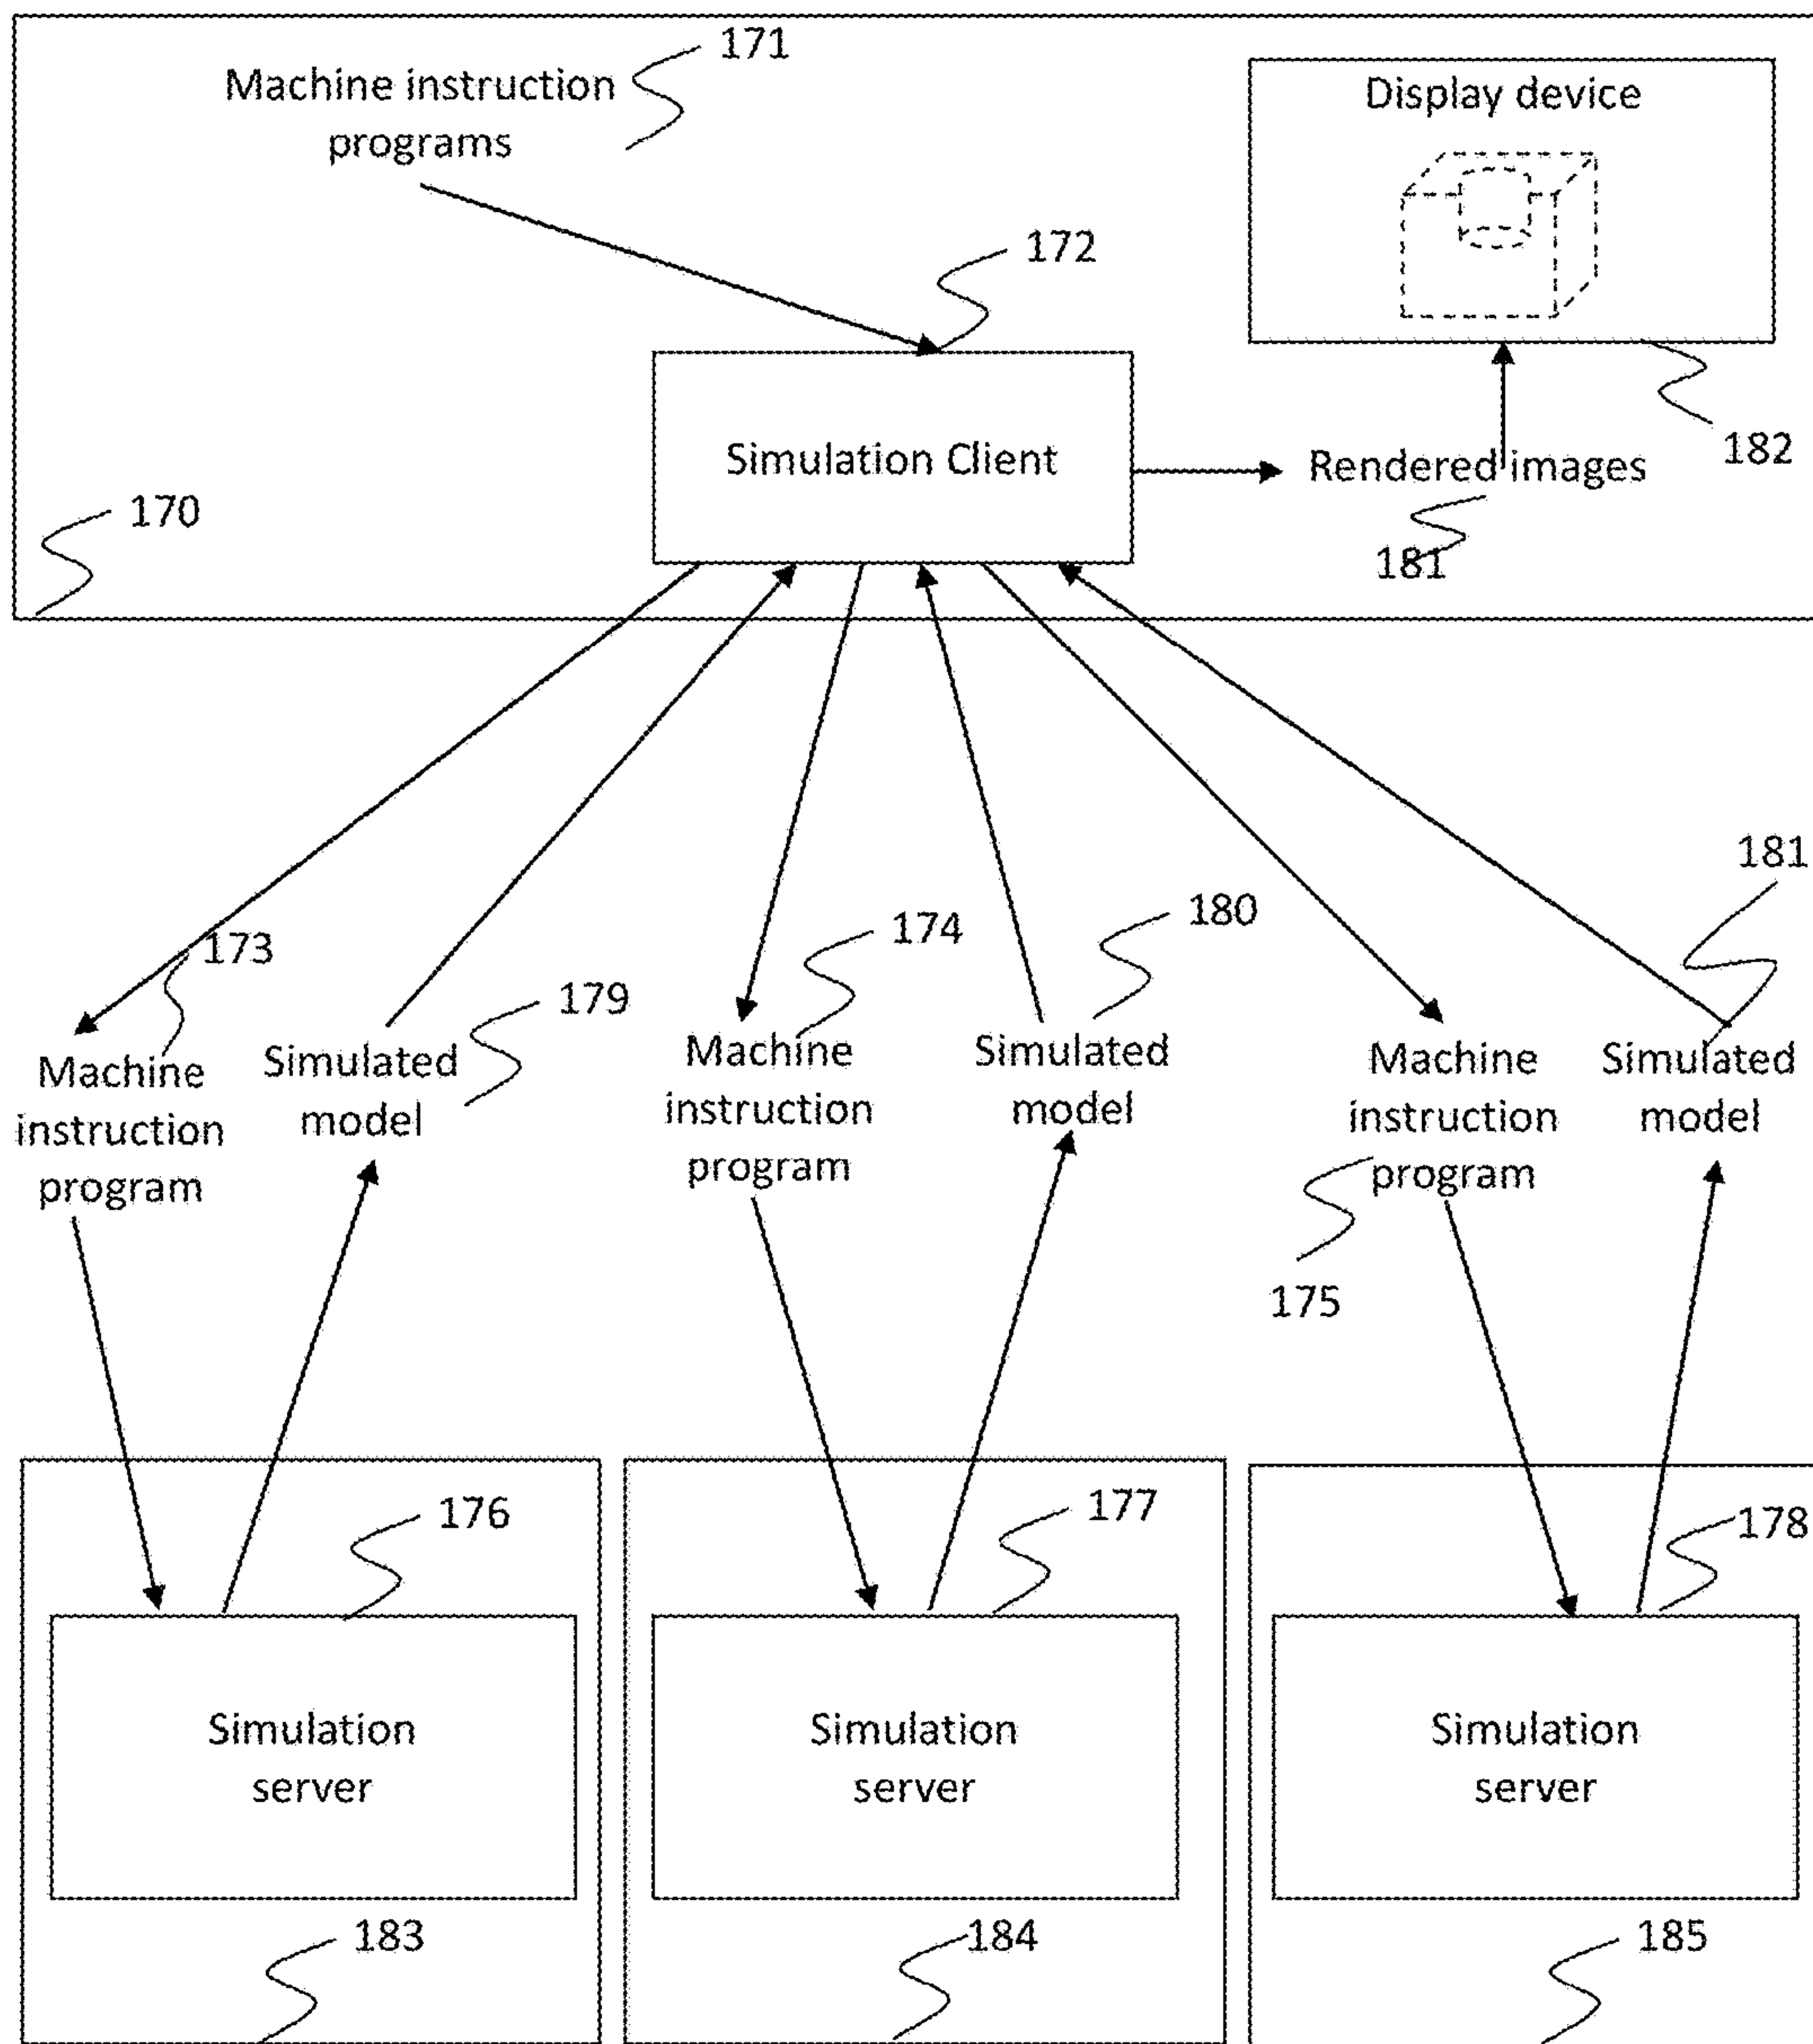 171
Machine instruction
programs
Display device
172
Simulation Client
Rendered images
182
170
181
181
173
174
180
179
Machine
instruction
program
Simulated
model
Machine
instruction
program
Simulated
model
Machine
instruction
program
Simulated
model
175
176
177
178
Simulation
server
Simulation
server
Simulation
server
183
184
185